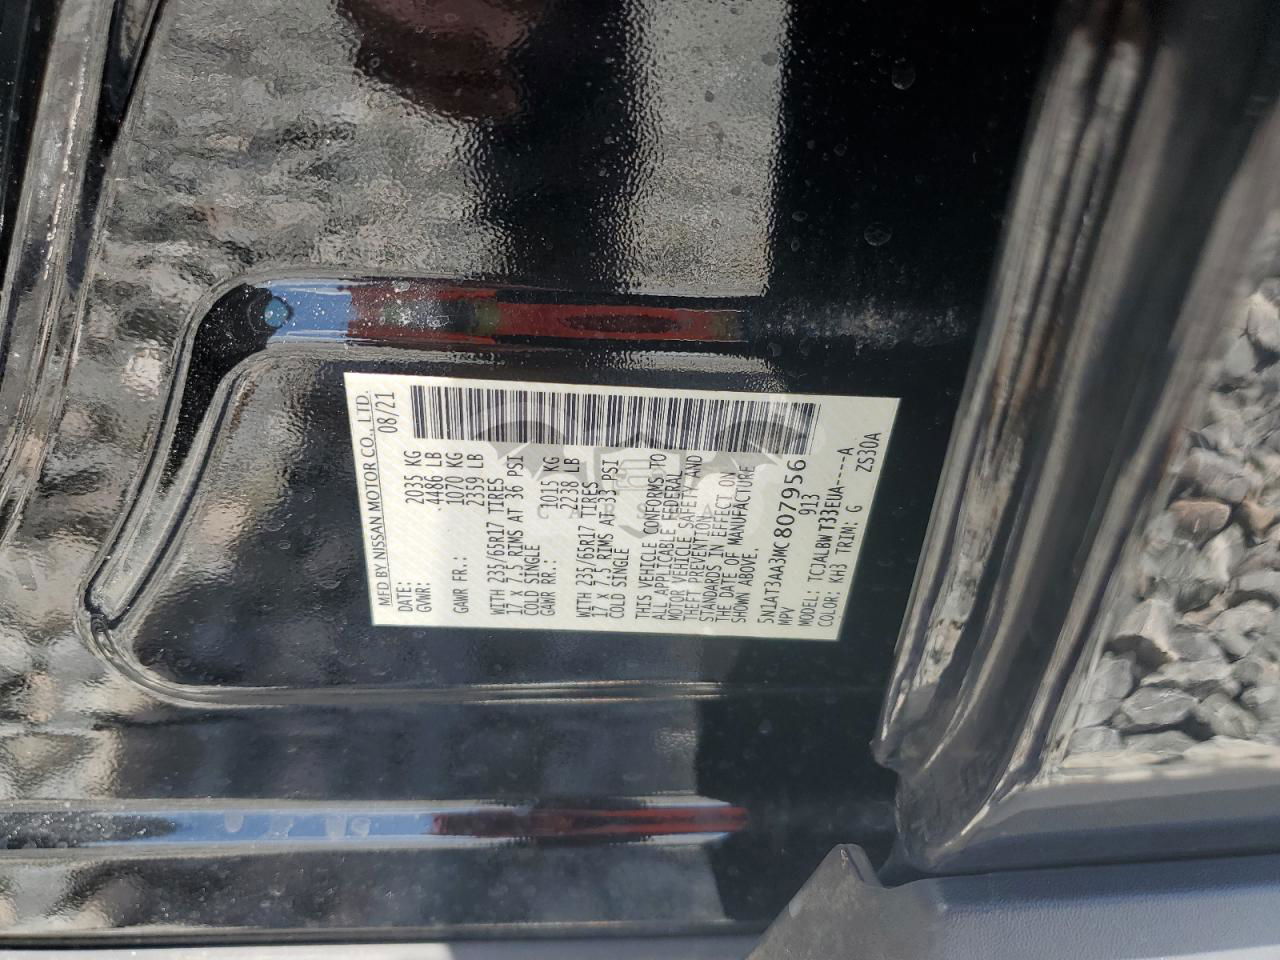 MFD BY NISSAN MOTOR CO., LTD.
DATE: 08/21
GVWR: 2035 KG
4486 LB
GAWR FR.: 1070 KG
2359 LB
WITH 235/65R17 TIRES
17 X 7.5 RIMS AT 36 PSI
COLD SINGLE
GAWR RR.: 1015 KG
2238 LB
WITH 235/65R17 TIRES
17 X 7.5 RIMS AT 33 PSI
COLD SINGLE
THIS VEHICLE CONFORMS TO
ALL APPLICABLE FEDERAL
MOTOR VEHICLE SAFETY AND
THEFT PREVENTION
STANDARDS IN EFFECT ON
THE DATE OF MANUFACTURE
SHOWN ABOVE.
5N1AT3AA3MC807956
MPV 913
MODEL: TCJALBWT33EUA----A
COLOR: KH3 TRIM: G ZS30A